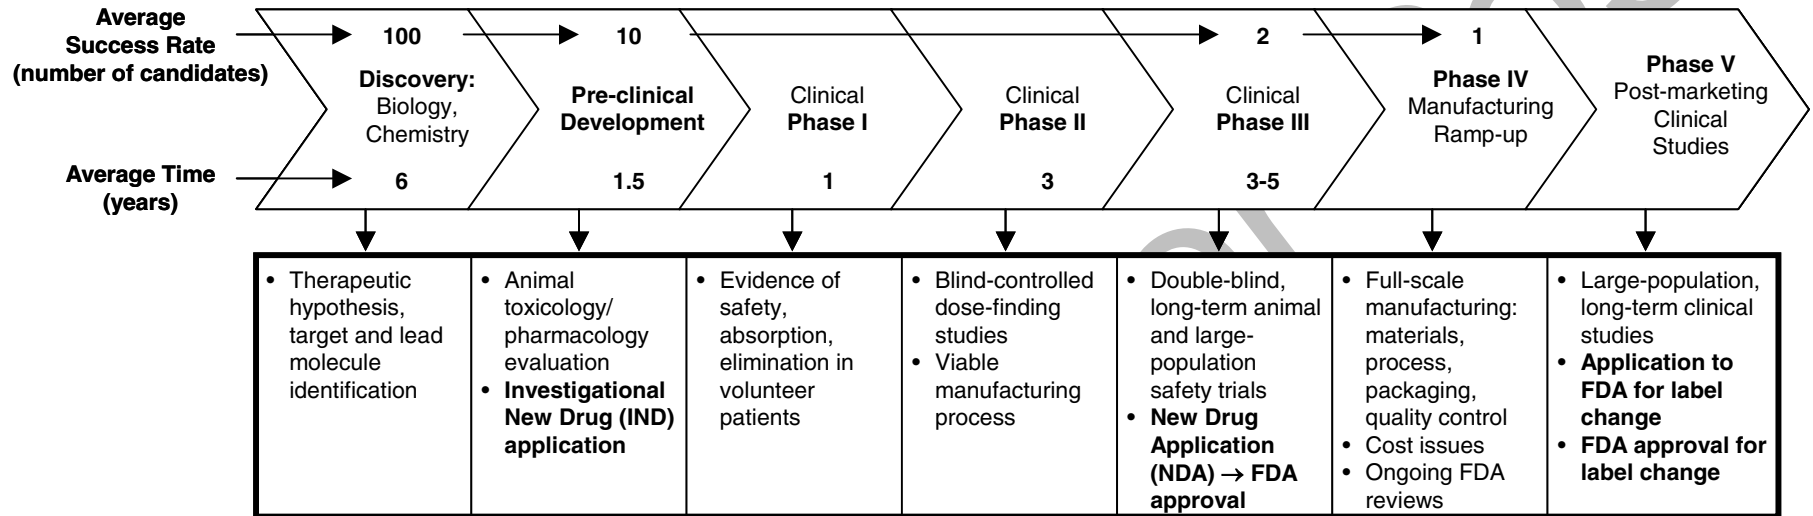 Average
Success Rate
(number of candidates)
100
10
2
1
Discovery:
Biology,
Chemistry
Pre-clinical
Development
Clinical
Phase I
Clinical
Phase II
Clinical
Phase III
Phase IV
Manufacturing
Ramp-up
Phase V
Post-marketing
Clinical
Studies
Average Time
(years)
6
1.5
1
3
3-5
• Therapeutic
hypothesis,
target and lead
molecule
identification
• Animal
toxicology/
pharmacology
evaluation
• Investigational
New Drug (IND)
application
• Evidence of
safety,
absorption,
elimination in
volunteer
patients
• Blind-controlled
dose-finding
studies
• Viable
manufacturing
process
• Double-blind,
long-term animal
and large-
population
safety trials
• New Drug
Application
(NDA) → FDA
approval
• Full-scale
manufacturing:
materials,
process,
packaging,
quality control
• Cost issues
• Ongoing FDA
reviews
• Large-population,
long-term clinical
studies
• Application to
FDA for label
change
• FDA approval for
label change